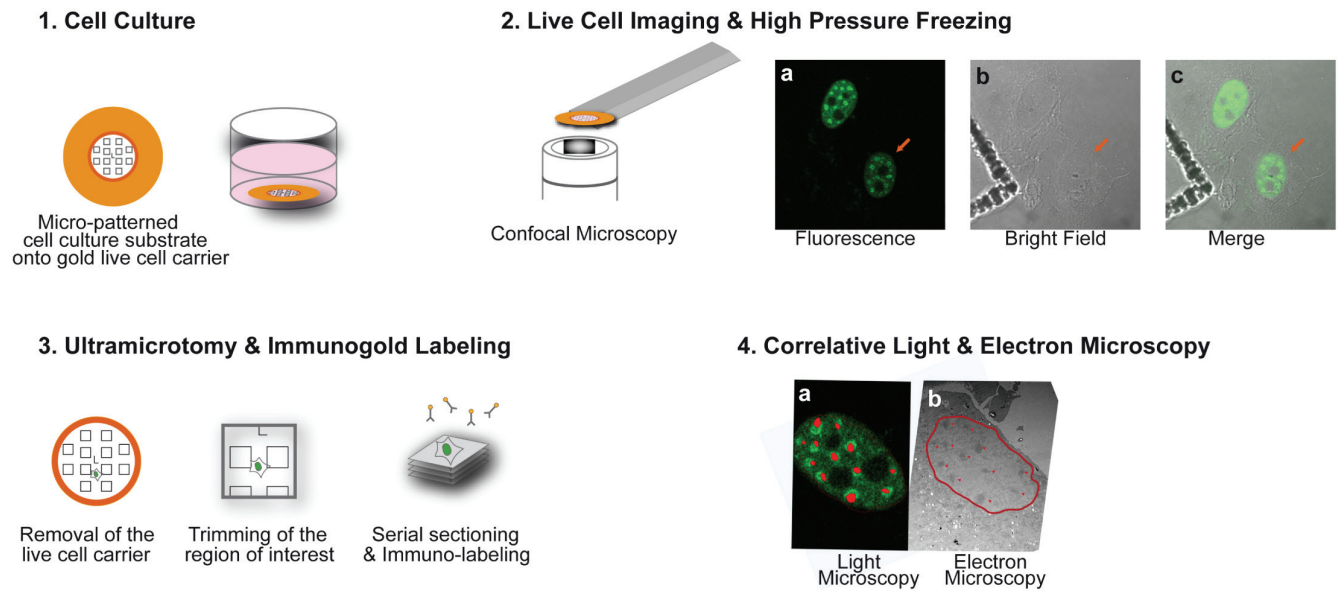 1. Cell Culture
Micro-patterned
cell culture substrate
onto gold live cell carrier
2. Live Cell Imaging & High Pressure Freezing
Confocal Microscopy
a
Fluorescence
b
Bright Field
c
Merge
3. Ultramicrotomy & Immunogold Labeling
Removal of the
live cell carrier
Trimming of the
region of interest
Serial sectioning
& Immuno-labeling
4. Correlative Light & Electron Microscopy
a
Light
Microscopy
b
Electron
Microscopy